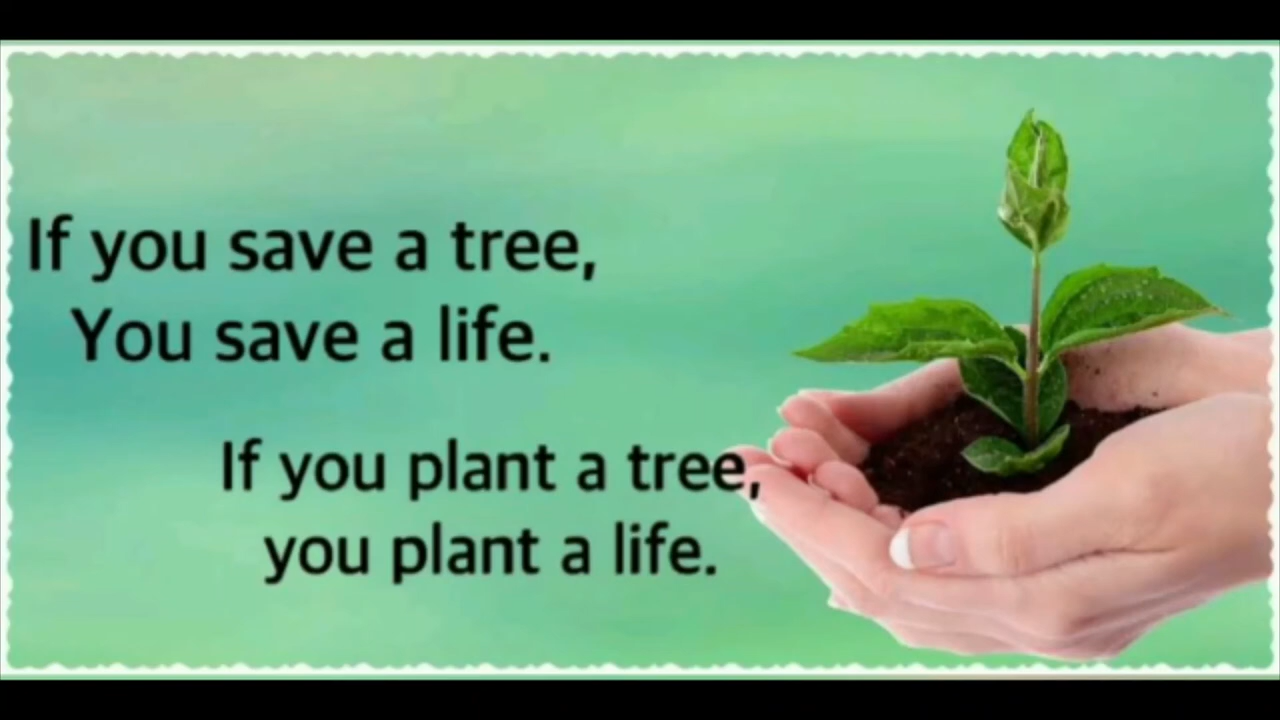 If you save a tree,
You save a life.
If you plant a tree,
you plant a life.